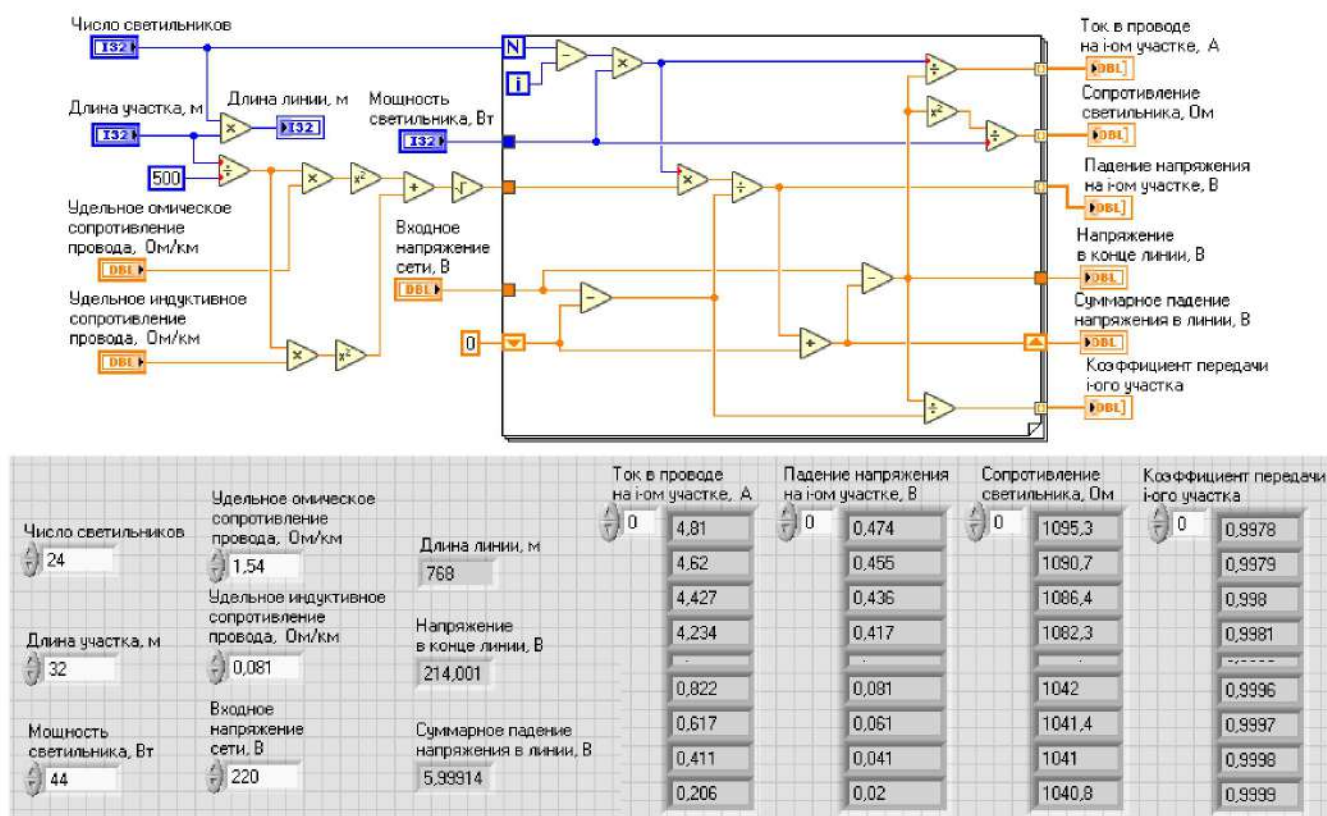 Число светильников
I32
Длина участка, м
I32
Длина линии, м
I32
500
Мощность
светильника, Вт
I32
Удельное омическое
сопротивление
провода, Ом/км
DBL
Удельное индуктивное
сопротивление
провода, Ом/км
DBL
Входное
напряжение
сети, В
DBL
0
N
i
Ток в проводе
на i-ом участке, А
DBL]
Сопротивление
светильника, Ом
DBL]
Падение напряжения
на i-ом участке, В
DBL]
Напряжение
в конце линии, В
DBL
Суммарное падение
напряжения в линии, В
DBL
Коэффициент передачи
i-ого участка
DBL]
Число светильников
24
Длина участка, м
32
Мощность
светильника, Вт
44
Удельное омическое
сопротивление
провода, Ом/км
1,54
Удельное индуктивное
сопротивление
провода, Ом/км
0,081
Входное
напряжение
сети, В
220
Длина линии, м
768
Напряжение
в конце линии, В
214,001
Суммарное падение
напряжения в линии, В
5,99914
Ток в проводе
на i-ом участке, А
0
4,81
4,62
4,427
4,234
0,822
0,617
0,411
0,206
Падение напряжения
на i-ом участке, В
0
0,474
0,455
0,436
0,417
0,081
0,061
0,041
0,02
Сопротивление
светильника, Ом
0
1095,3
1090,7
1086,4
1082,3
1042
1041,4
1041
1040,8
Коэффициент передачи
i-ого участка
0
0,9978
0,9979
0,998
0,9981
0,9996
0,9997
0,9998
0,9999